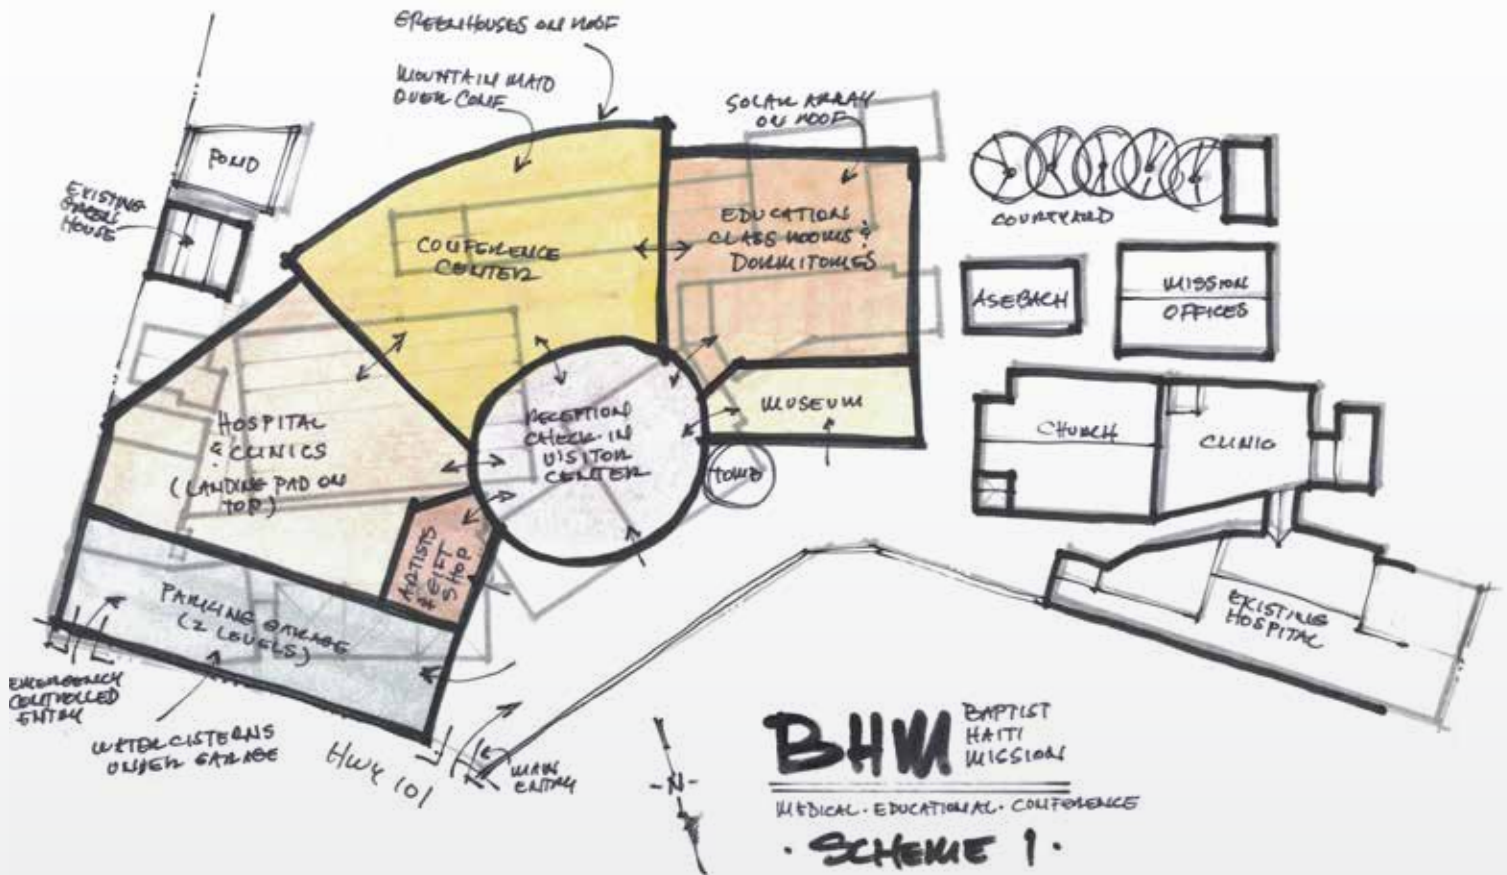 GREENHOUSES ON ROOF
MOUNTAIN MAID
OVER CONF
SOLAR ARRAY
ON ROOF
POND
EXISTING
GREEN
HOUSE
CONFERENCE
CENTER
EDUCATION
CLASS ROOMS &
DORMITORIES
COURTYARD
ASEBACH
MISSION
OFFICES
HOSPITAL
& CLINICS
(LANDING PAD ON
TOP)
RECEPTION
CHECK-IN
VISITOR
CENTER
MUSEUM
TOMB
CHURCH
CLINIC
ARTISTS
& GIFT
SHOP
PARKING GARAGE
(2 LEVELS)
EXISTING
HOSPITAL
EMERGENCY
CONTROLLED
ENTRY
WATER CISTERNS
UNDER GARAGE
HWY 101
MAIN
ENTRY
-N-
BHM
BAPTIST
HAITI
MISSION
MEDICAL · EDUCATIONAL · CONFERENCE
· SCHEME 1 ·